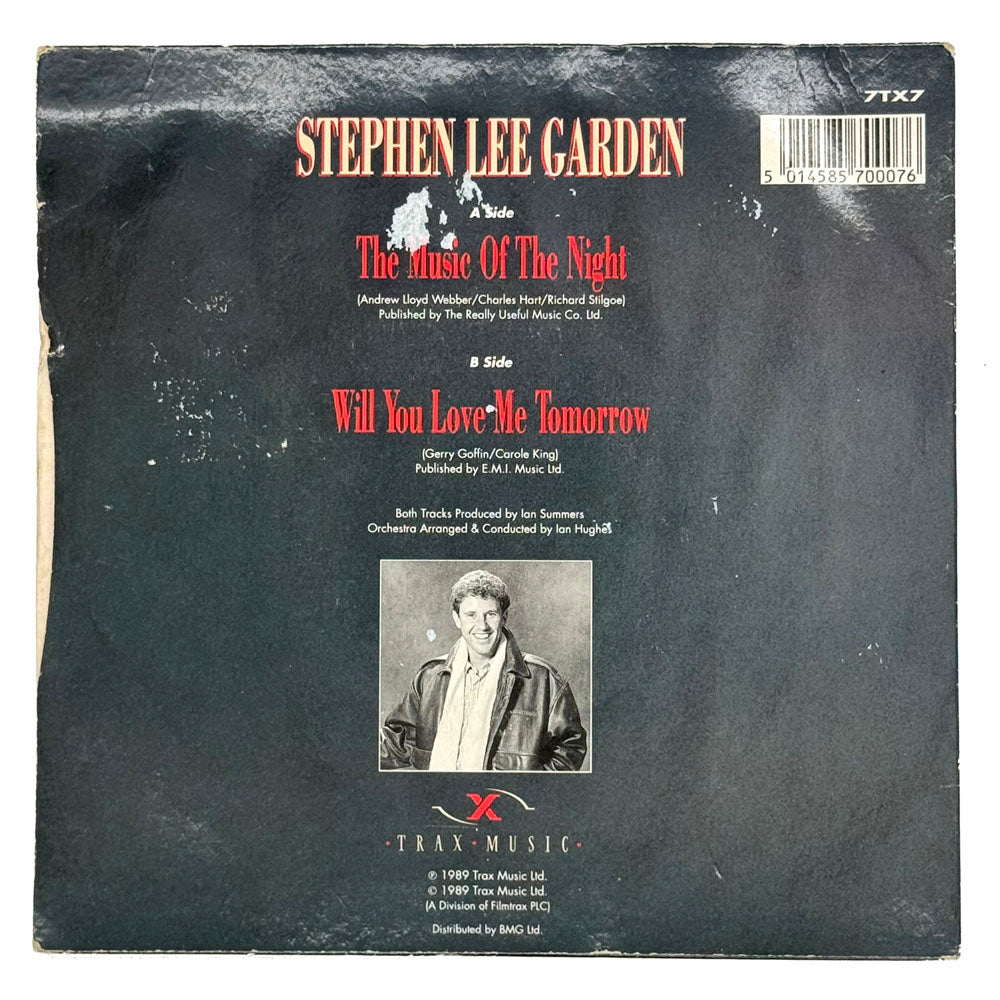 7TX7
STEPHEN LEE GARDEN
5 014585 700076
A Side
The Music Of The Night
(Andrew Lloyd Webber/Charles Hart/Richard Stilgoe)
Published by The Really Useful Music Co. Ltd.
B Side
Will You Love Me Tomorrow
(Gerry Goffin/Carole King)
Published by E.M.I. Music Ltd.
Both Tracks Produced by Ian Summers
Orchestra Arranged & Conducted by Ian Hughes
X
·TRAX·MUSIC·
℗ 1989 Trax Music Ltd.
© 1989 Trax Music Ltd.
(A Division of Filmtrax PLC)
Distributed by BMG Ltd.